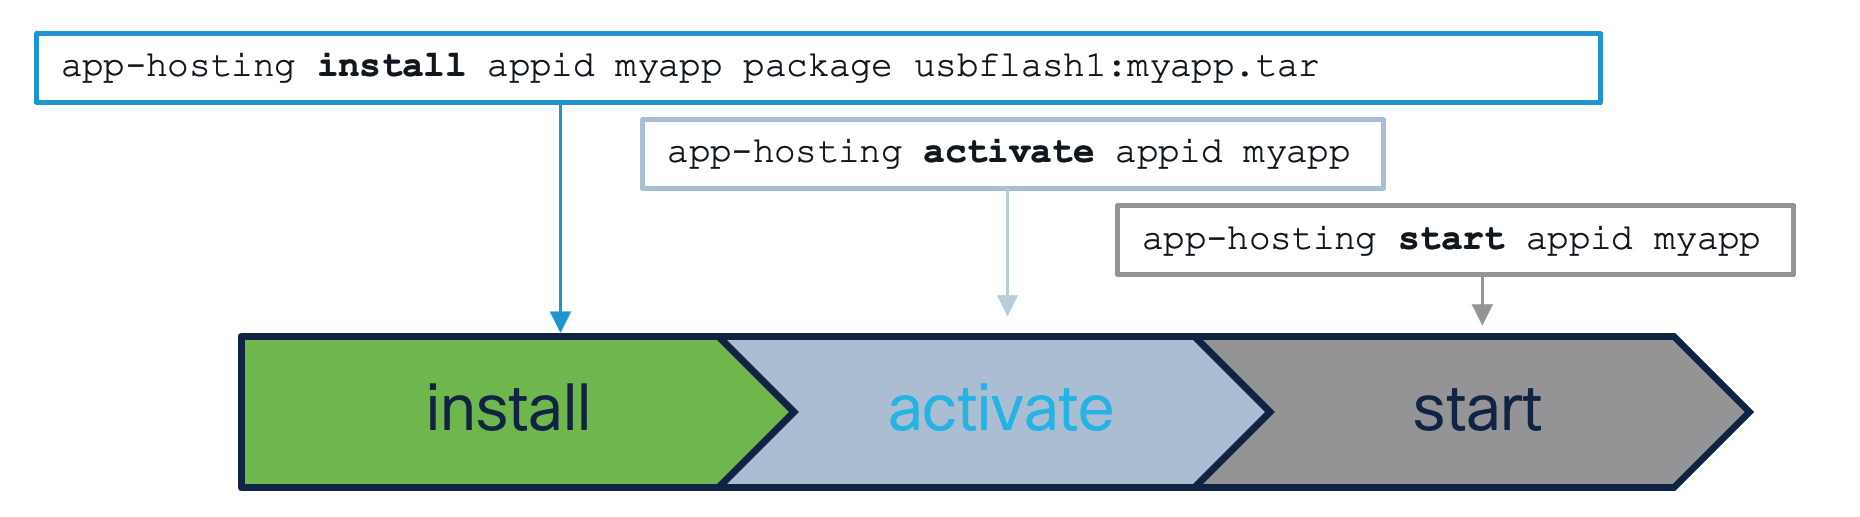 app-hosting install appid myapp package usbflash1:myapp.tar
app-hosting activate appid myapp
app-hosting start appid myapp
install
activate
start